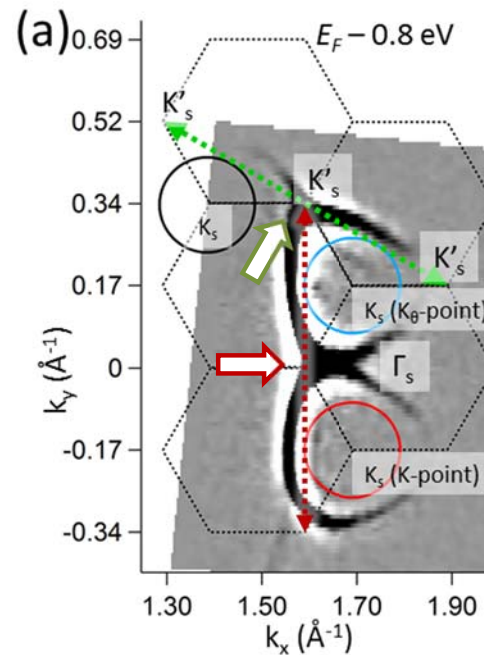 (a)
E_F – 0.8 eV
0.69
0.52
0.34
0.17
0
-0.17
-0.34
k_y (Å⁻¹)
K'_s
K_s
K'_s
K'_s
K_s (K_θ-point)
Γ_s
K_s (K-point)
1.30 1.50 1.70 1.90
k_x (Å⁻¹)